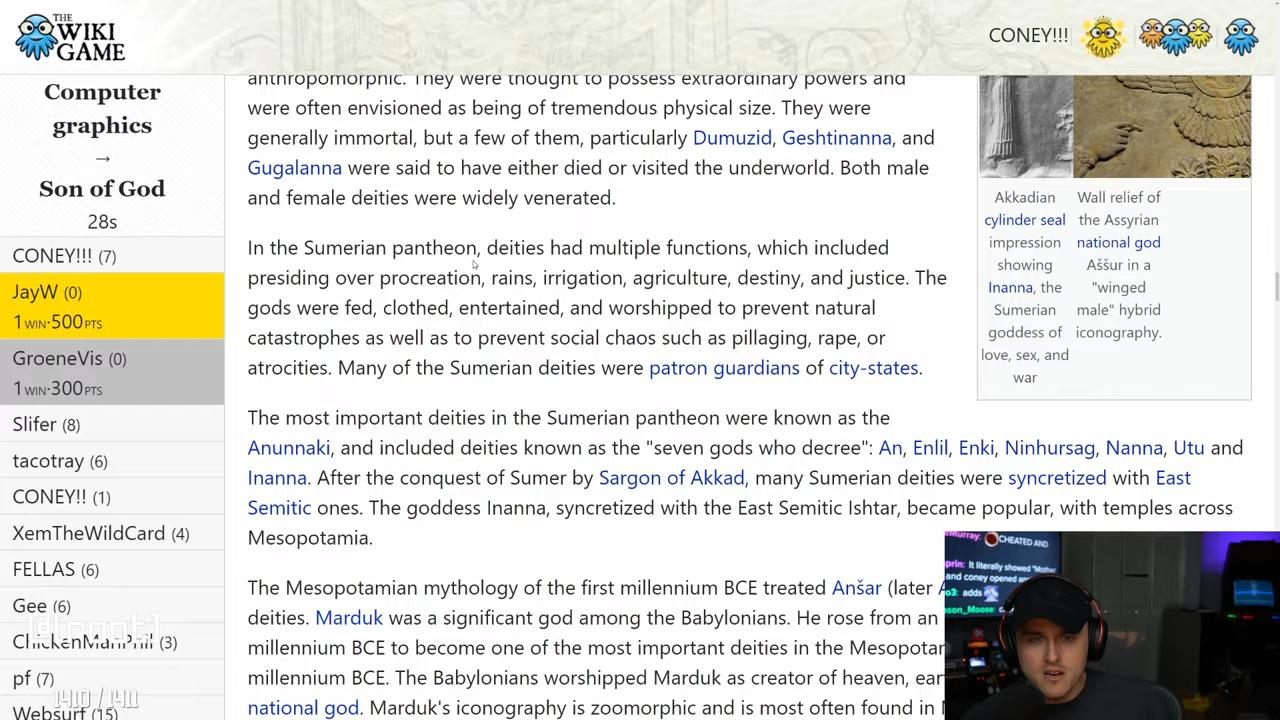 THE
WIKI
GAME
CONEY!!!
Computer
graphics
→
Son of God
28s
CONEY!!! (7)
JayW (0)
1 WIN·500 PTS
GroeneVis (0)
1 WIN·300 PTS
Slifer (8)
tacotray (6)
CONEY!! (1)
XemTheWildCard (4)
FELLAS (6)
Gee (6)
ChickenManPhil (3)
pf (7)
1410 / 1411
Websurf (15)
anthropomorphic. They were thought to possess extraordinary powers and
were often envisioned as being of tremendous physical size. They were
generally immortal, but a few of them, particularly Dumuzid, Geshtinanna, and
Gugalanna were said to have either died or visited the underworld. Both male
and female deities were widely venerated.
In the Sumerian pantheon, deities had multiple functions, which included
presiding over procreation, rains, irrigation, agriculture, destiny, and justice. The
gods were fed, clothed, entertained, and worshipped to prevent natural
catastrophes as well as to prevent social chaos such as pillaging, rape, or
atrocities. Many of the Sumerian deities were patron guardians of city-states.
The most important deities in the Sumerian pantheon were known as the
Anunnaki, and included deities known as the "seven gods who decree": An, Enlil, Enki, Ninhursag, Nanna, Utu and
Inanna. After the conquest of Sumer by Sargon of Akkad, many Sumerian deities were syncretized with East
Semitic ones. The goddess Inanna, syncretized with the East Semitic Ishtar, became popular, with temples across
Mesopotamia.
The Mesopotamian mythology of the first millennium BCE treated Anšar (later
deities. Marduk was a significant god among the Babylonians. He rose from an
millennium BCE to become one of the most important deities in the Mesopotam
millennium BCE. The Babylonians worshipped Marduk as creator of heaven, ear
national god. Marduk's iconography is zoomorphic and is most often found in
Akkadian
cylinder seal
impression
showing
Inanna, the
Sumerian
goddess of
love, sex, and
war
Wall relief of
the Assyrian
national god
Aššur in a
"winged
male" hybrid
iconography.
CHEATED AND
It literally showed "Mother
and coney opened
adds